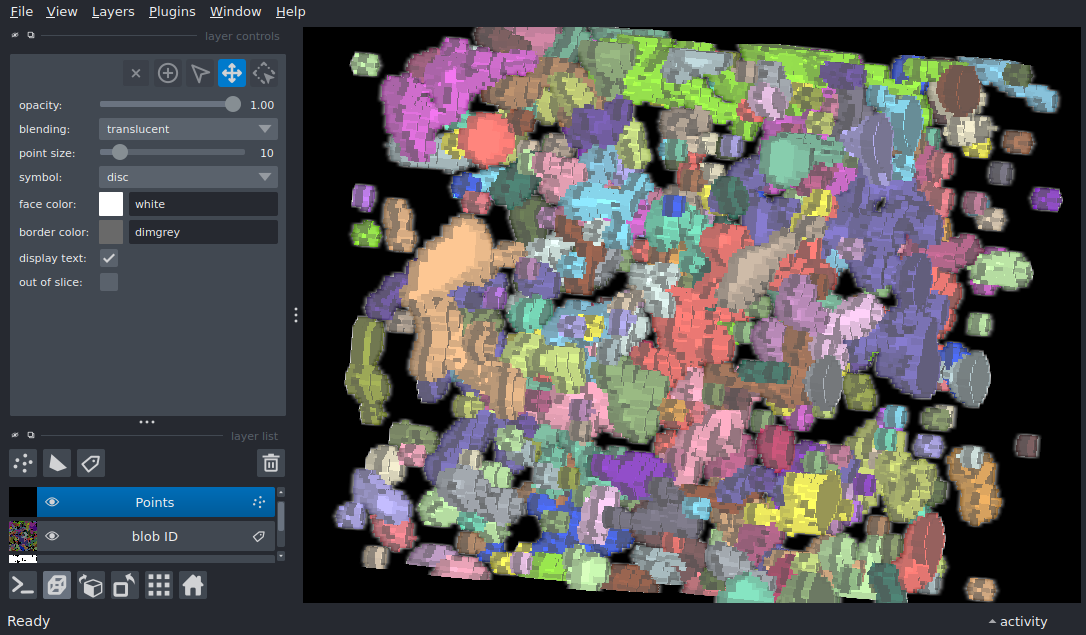 File View Layers Plugins Window Help
layer controls
opacity: 1.00
blending: translucent
point size: 10
symbol: disc
face color: white
border color: dimgrey
display text:
out of slice:
layer list
Points
blob ID
Ready
activity